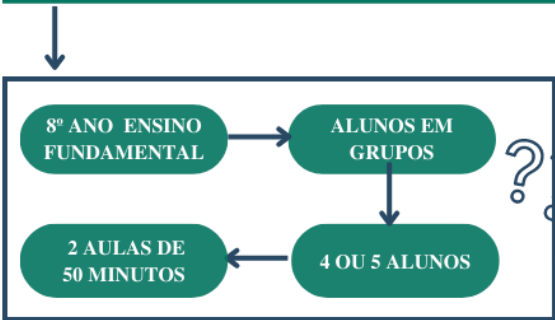 8º ANO ENSINO
FUNDAMENTAL
ALUNOS EM
GRUPOS
4 OU 5 ALUNOS
2 AULAS DE
50 MINUTOS
??